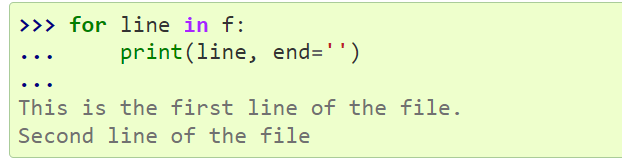 >>> for line in f:
...     print(line, end='')
...
This is the first line of the file.
Second line of the file